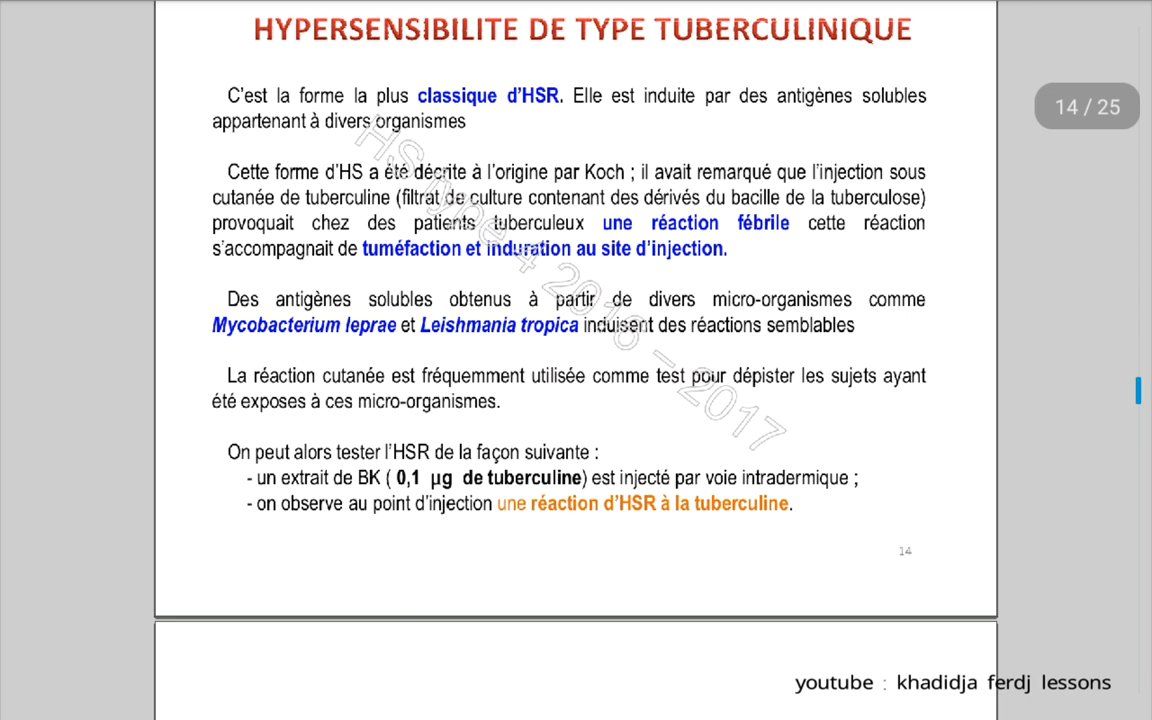 HYPERSENSIBILITE DE TYPE TUBERCULINIQUE
C'est la forme la plus classique d'HSR. Elle est induite par des antigènes solubles
appartenant à divers organismes
14 / 25
Cette forme d'HS a été décrite à l'origine par Koch ; il avait remarqué que l'injection sous
cutanée de tuberculine (filtrat de culture contenant des dérivés du bacille de la tuberculose)
provoquait chez des patients tuberculeux une réaction fébrile cette réaction
s'accompagnait de tuméfaction et induration au site d'injection.
Des antigènes solubles obtenus à partir de divers micro-organismes comme
Mycobacterium leprae et Leishmania tropica induisent des réactions semblables
La réaction cutanée est fréquemment utilisée comme test pour dépister les sujets ayant
été exposes à ces micro-organismes.
On peut alors tester l'HSR de la façon suivante :
- un extrait de BK ( 0,1 µg de tuberculine) est injecté par voie intradermique ;
- on observe au point d'injection une réaction d'HSR à la tuberculine.
HS type 4 2016 – 2017
14
youtube : khadidja ferdj lessons